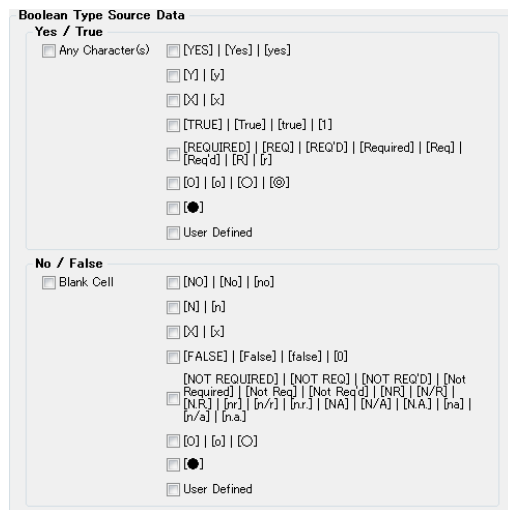 Boolean Type Source Data
Yes / True
Any Character(s)
[YES] | [Yes] | [yes]
[Y] | [y]
[X] | [x]
[TRUE] | [True] | [true] | [1]
[REQUIRED] | [REQ] | [REQ'D] | [Required] | [Req] |
[Req'd] | [R] | [r]
[O] | [o] | [○] | [◎]
[●]
User Defined
No / False
Blank Cell
[NO] | [No] | [no]
[N] | [n]
[X] | [x]
[FALSE] | [False] | [false] | [0]
[NOT REQUIRED] | [NOT REQ] | [NOT REQ'D] | [Not
Required] | [Not Req] | [Not Req'd] | [NR] | [N/R] |
[N.R.] | [nr] | [n/r] | [n.r.] | [NA] | [N/A] | [N.A.] | [na] |
[n/a] | [n.a.]
[O] | [o] | [○]
[●]
User Defined